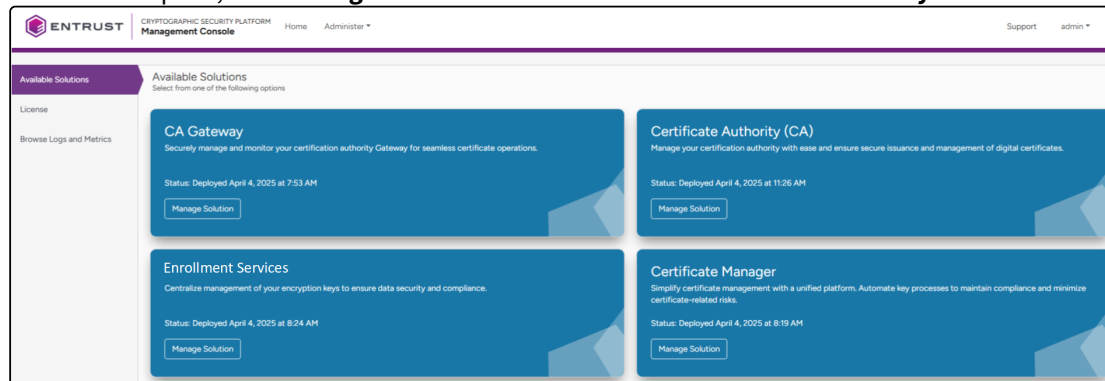 ENTRUST
CRYPTOGRAPHIC SECURITY PLATFORM
Management Console
Home
Administer
Support
admin
Available Solutions
License
Browse Logs and Metrics
Available Solutions
Select from one of the following options
CA Gateway
Securely manage and monitor your certification authority Gateway for seamless certificate operations.
Status: Deployed April 4, 2025 at 7:53 AM
Manage Solution
Certificate Authority (CA)
Manage your certification authority with ease and ensure secure issuance and management of digital certificates.
Status: Deployed April 4, 2025 at 11:26 AM
Manage Solution
Enrollment Services
Centralize management of your encryption keys to ensure data security and compliance.
Status: Deployed April 4, 2025 at 8:24 AM
Manage Solution
Certificate Manager
Simplify certificate management with a unified platform. Automate key processes to maintain compliance and minimize
certificate-related risks.
Status: Deployed April 4, 2025 at 8:19 AM
Manage Solution